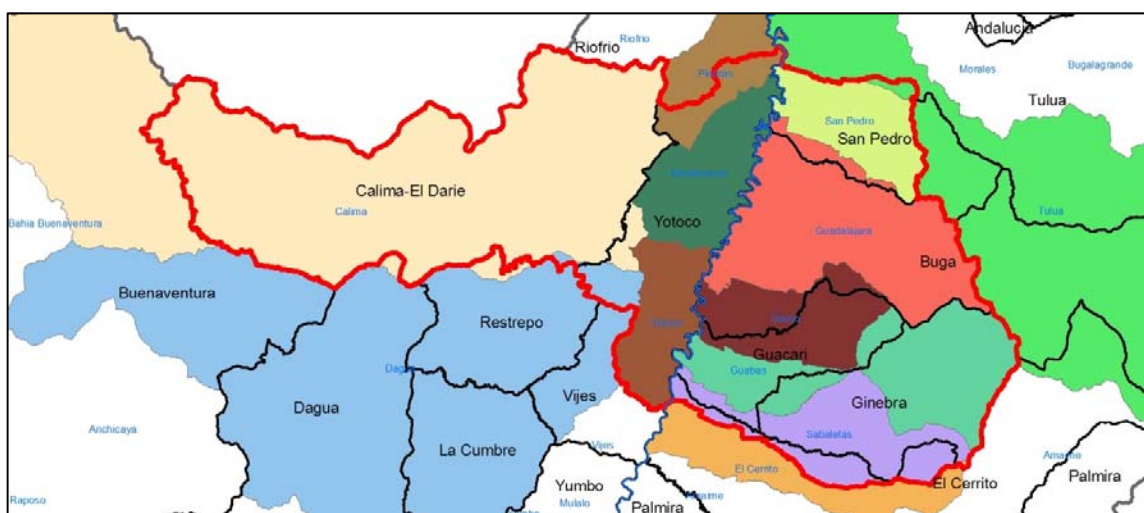 Andalucia
Riofrio
Riofrio
Morales
Bugalagrande
Piedras
Tulua
San Pedro
San Pedro
Calima-El Darie
Calima
Yotoco
Tulua
Bahia Buenaventura
Guadalajara
Buga
Buenaventura
Restrepo
Guacari
Dagua
Guabas
Vijes
Dagua
Ginebra
Anchicaya
Sabaletas
Vijes
La Cumbre
El Cerrito
Amaime
Yumbo
El Cerrito
Palmira
Raposo
Mulalo
Palmira
Amaime